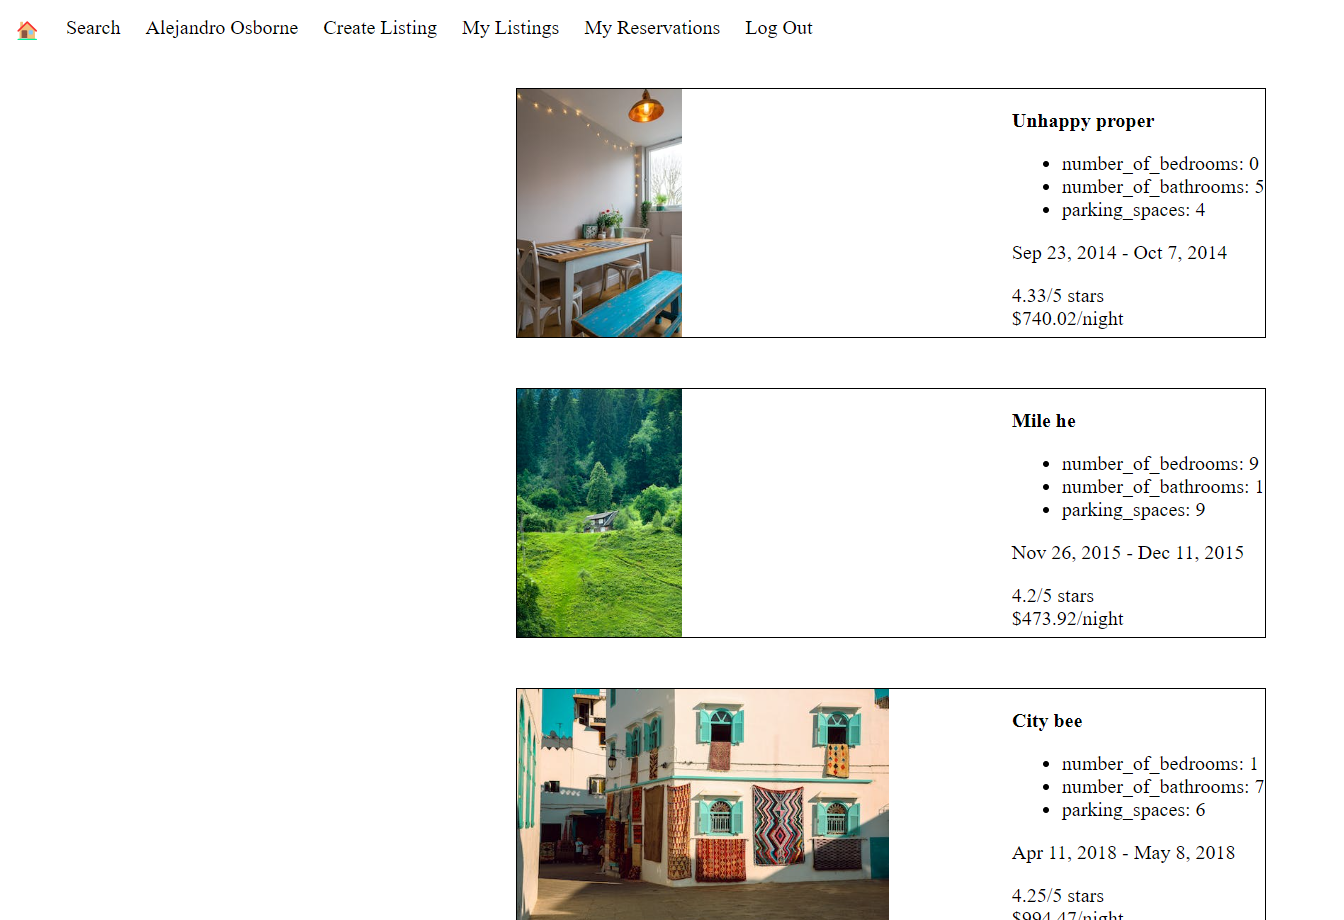 Search Alejandro Osborne Create Listing My Listings My Reservations Log Out
Unhappy proper
number_of_bedrooms: 0
number_of_bathrooms: 5
parking_spaces: 4
Sep 23, 2014 - Oct 7, 2014
4.33/5 stars
$740.02/night
Mile he
number_of_bedrooms: 9
number_of_bathrooms: 1
parking_spaces: 9
Nov 26, 2015 - Dec 11, 2015
4.2/5 stars
$473.92/night
City bee
number_of_bedrooms: 1
number_of_bathrooms: 7
parking_spaces: 6
Apr 11, 2018 - May 8, 2018
4.25/5 stars
$994.47/night